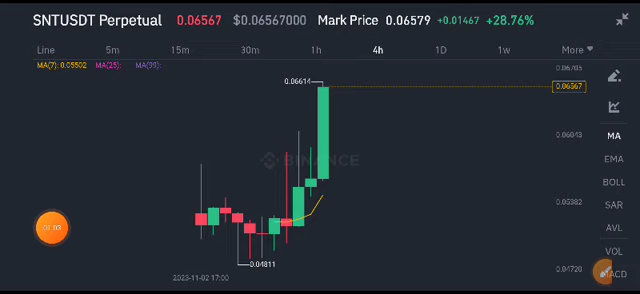 SNTUSDT Perpetual 0.06567 $0.06567000 Mark Price 0.06579 +0.01467 +28.76%
Line 5m 15m 30m 1h 4h 1D 1w More
MA(7): 0.05502 MA(25): MA(99):
0.06705
0.06614
0.06567
0.06043
MA
EMA
BINANCE
BOLL
0.05382
SAR
01:03
AVL
VOL
0.04811
0.04720
MACD
2023-11-02 17:00